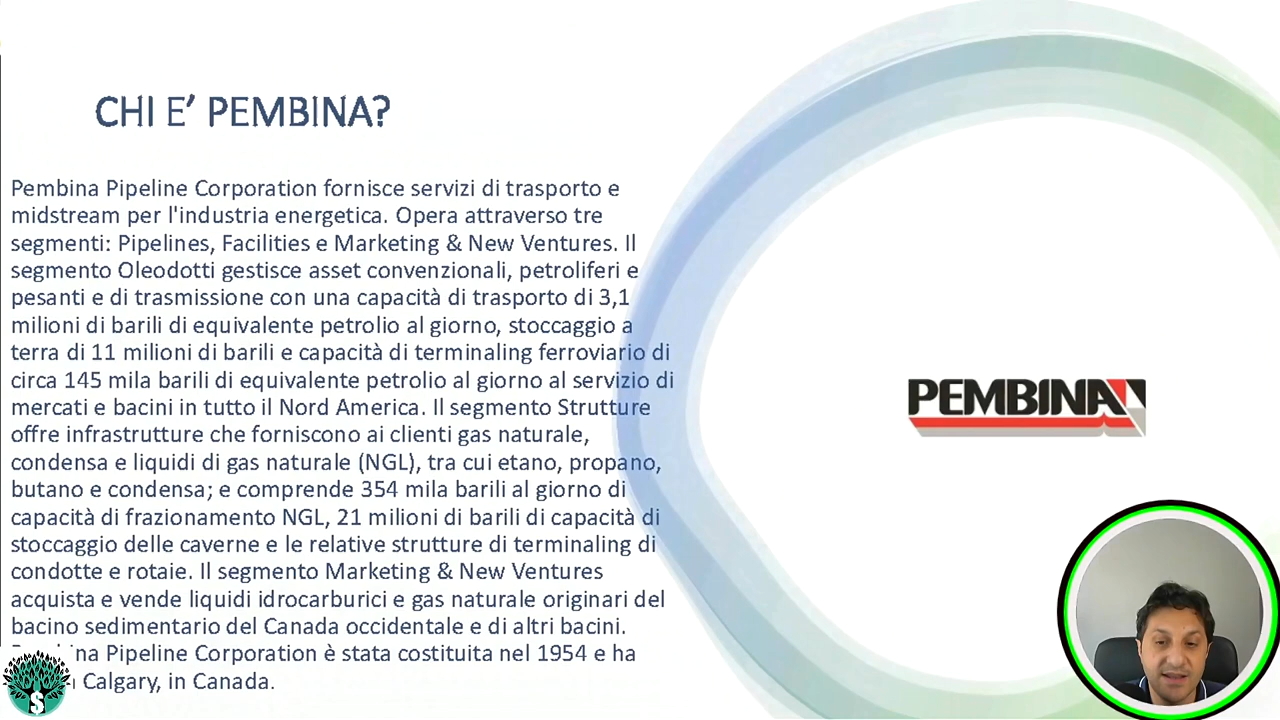 CHI E’ PEMBINA?
Pembina Pipeline Corporation fornisce servizi di trasporto e
midstream per l'industria energetica. Opera attraverso tre
segmenti: Pipelines, Facilities e Marketing & New Ventures. Il
segmento Oleodotti gestisce asset convenzionali, petroliferi e
pesanti e di trasmissione con una capacità di trasporto di 3,1
milioni di barili di equivalente petrolio al giorno, stoccaggio a
terra di 11 milioni di barili e capacità di terminaling ferroviario di
circa 145 mila barili di equivalente petrolio al giorno al servizio di
mercati e bacini in tutto il Nord America. Il segmento Strutture
offre infrastrutture che forniscono ai clienti gas naturale,
condensa e liquidi di gas naturale (NGL), tra cui etano, propano,
butano e condensa; e comprende 354 mila barili al giorno di
capacità di frazionamento NGL, 21 milioni di barili di capacità di
stoccaggio delle caverne e le relative strutture di terminaling di
condotte e rotaie. Il segmento Marketing & New Ventures
acquista e vende liquidi idrocarburici e gas naturale originari del
bacino sedimentario del Canada occidentale e di altri bacini.
Pipeline Corporation è stata costituita nel 1954 e ha
Calgary, in Canada.
PEMBINA
$